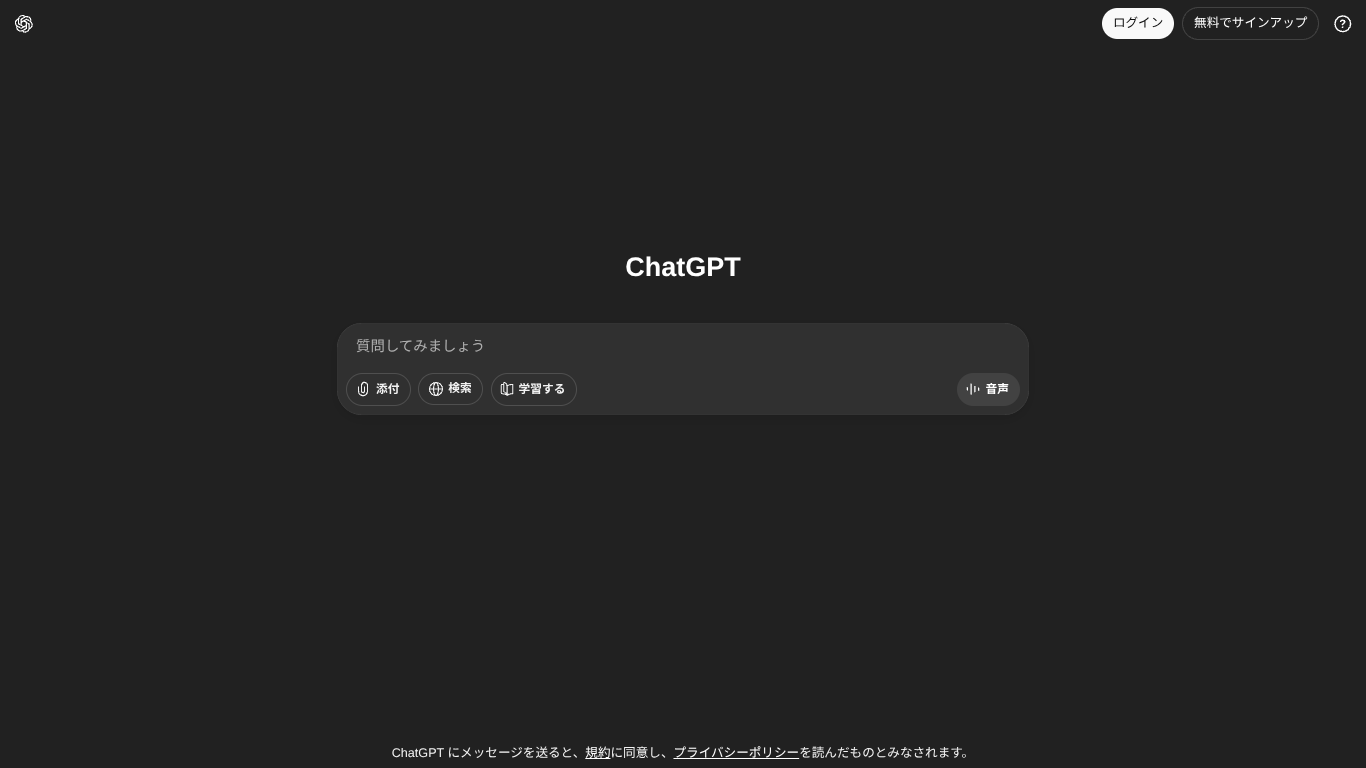 ログイン
無料でサインアップ
ChatGPT
質問してみましょう
添付
検索
学習する
音声
ChatGPT にメッセージを送ると、規約に同意し、プライバシーポリシーを読んだものとみなされます。